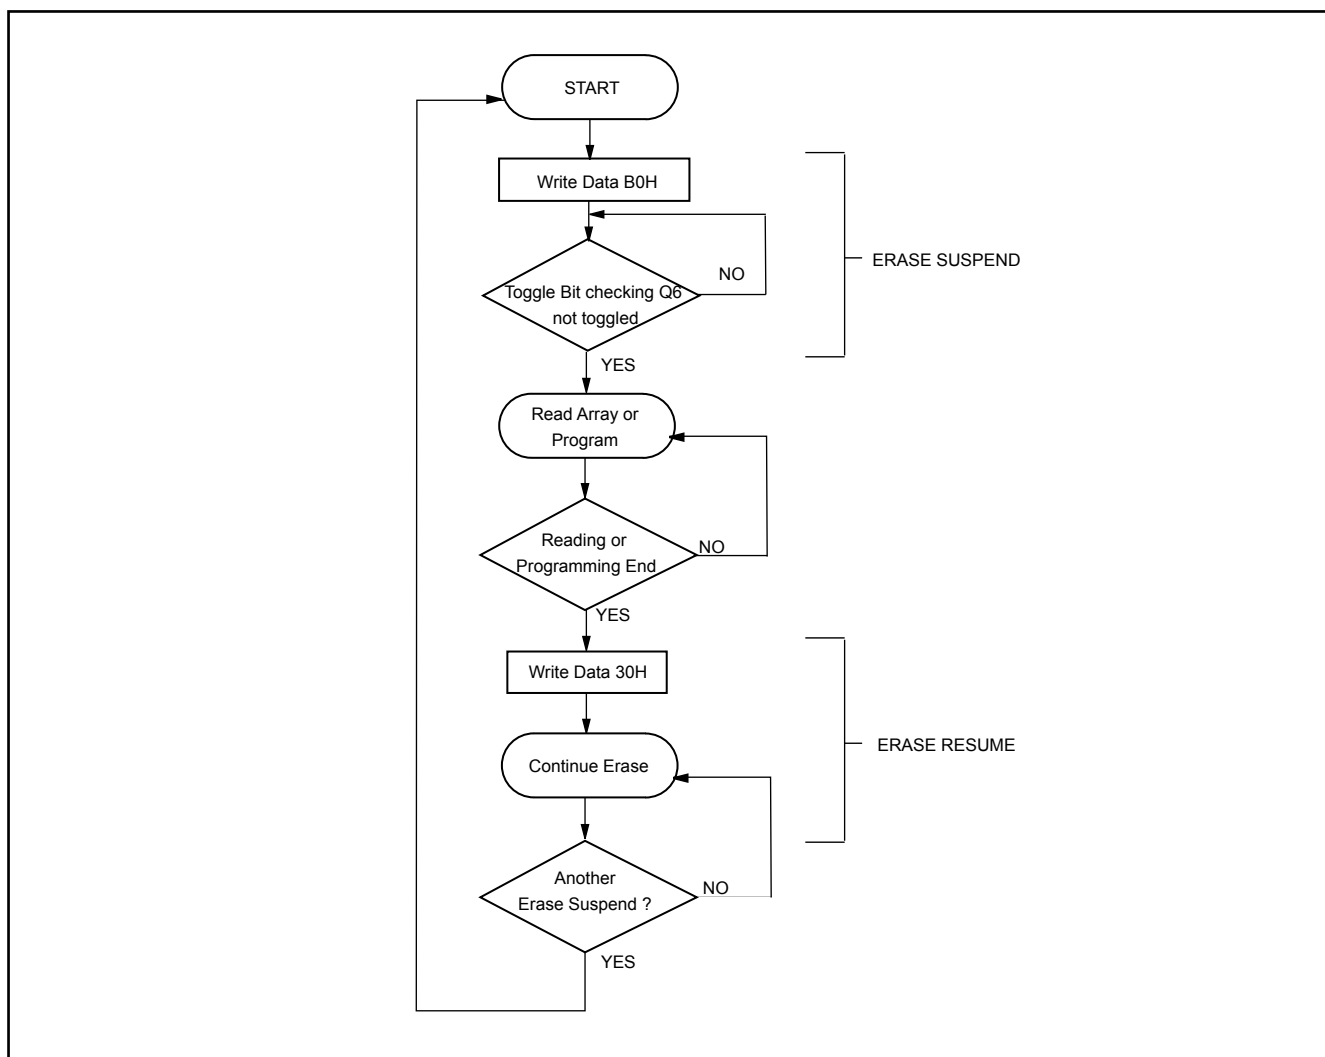 START
Write Data B0H
ERASE SUSPEND
NO
Toggle Bit checking Q6
not toggled
YES
Read Array or
Program
Reading or
NO
Programming End
YES
Write Data 30H
ERASE RESUME
Continue Erase
Another
NO
Erase Suspend ?
YES